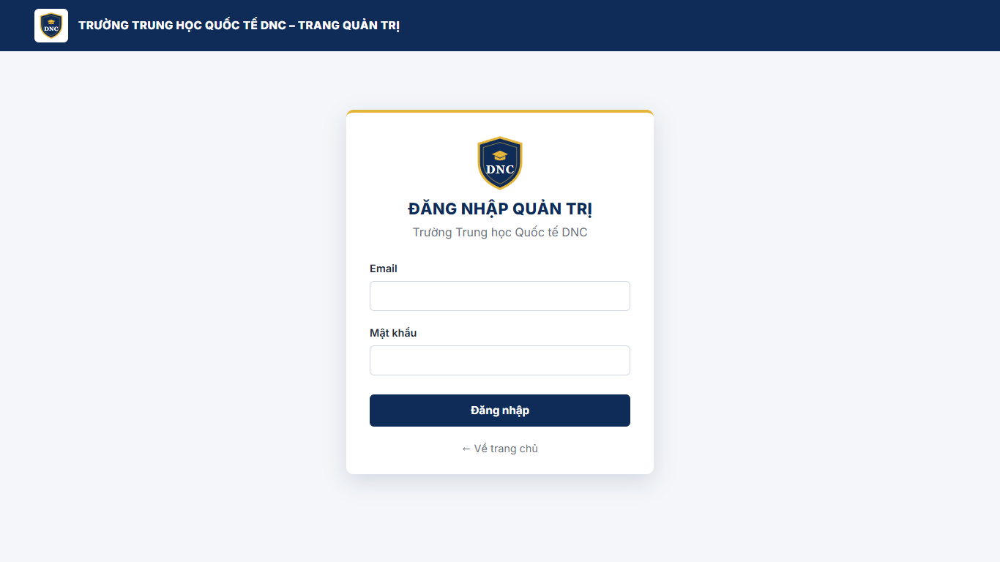 DNC
TRƯỜNG TRUNG HỌC QUỐC TẾ DNC – TRANG QUẢN TRỊ
DNC
ĐĂNG NHẬP QUẢN TRỊ
Trường Trung học Quốc tế DNC
Email
Mật khẩu
Đăng nhập
← Về trang chủ